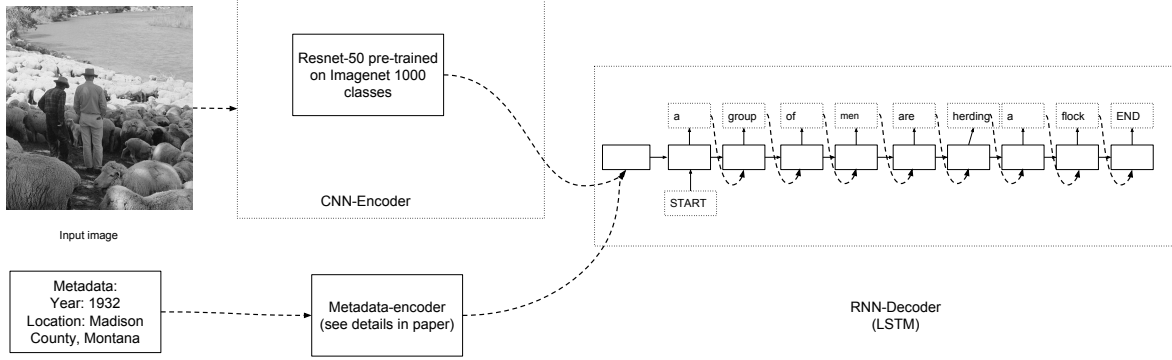 Resnet-50 pre-trained
on Imagenet 1000
classes
CNN-Encoder
Input image
Metadata:
Year: 1932
Location: Madison
County, Montana
Metadata-encoder
(see details in paper)
a group of men are herding a flock END
START
RNN-Decoder
(LSTM)